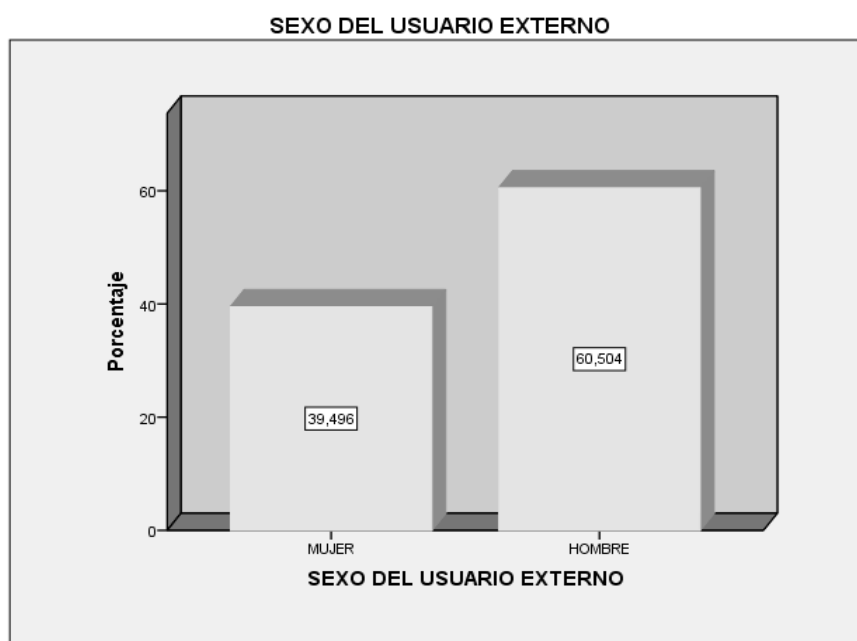 SEXO DEL USUARIO EXTERNO
Porcentaje
60
40
20
0
39,496
60,504
MUJER
HOMBRE
SEXO DEL USUARIO EXTERNO